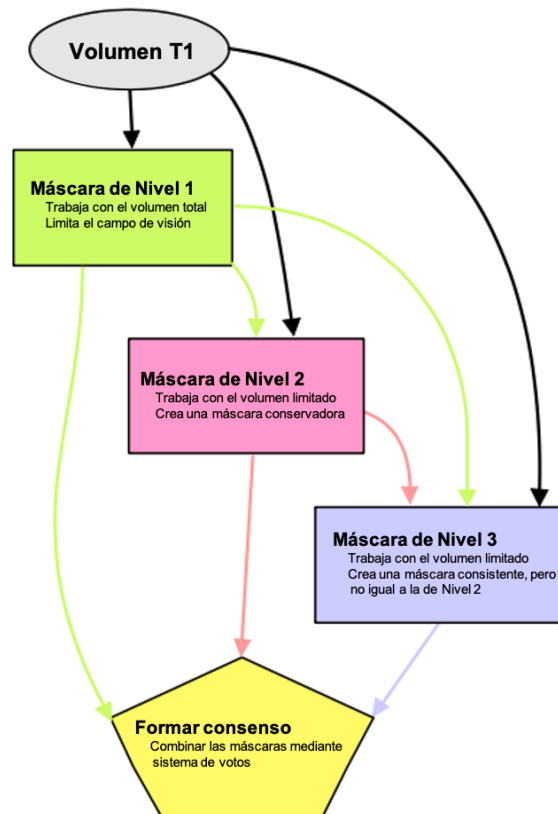 Volumen T1
Máscara de Nivel 1
Trabaja con el volumen total
Limita el campo de visión
Máscara de Nivel 2
Trabaja con el volumen limitado
Crea una máscara conservadora
Máscara de Nivel 3
Trabaja con el volumen limitado
Crea una máscara consistente, pero
no igual a la de Nivel 2
Formar consenso
Combinar las máscaras mediante
sistema de votos